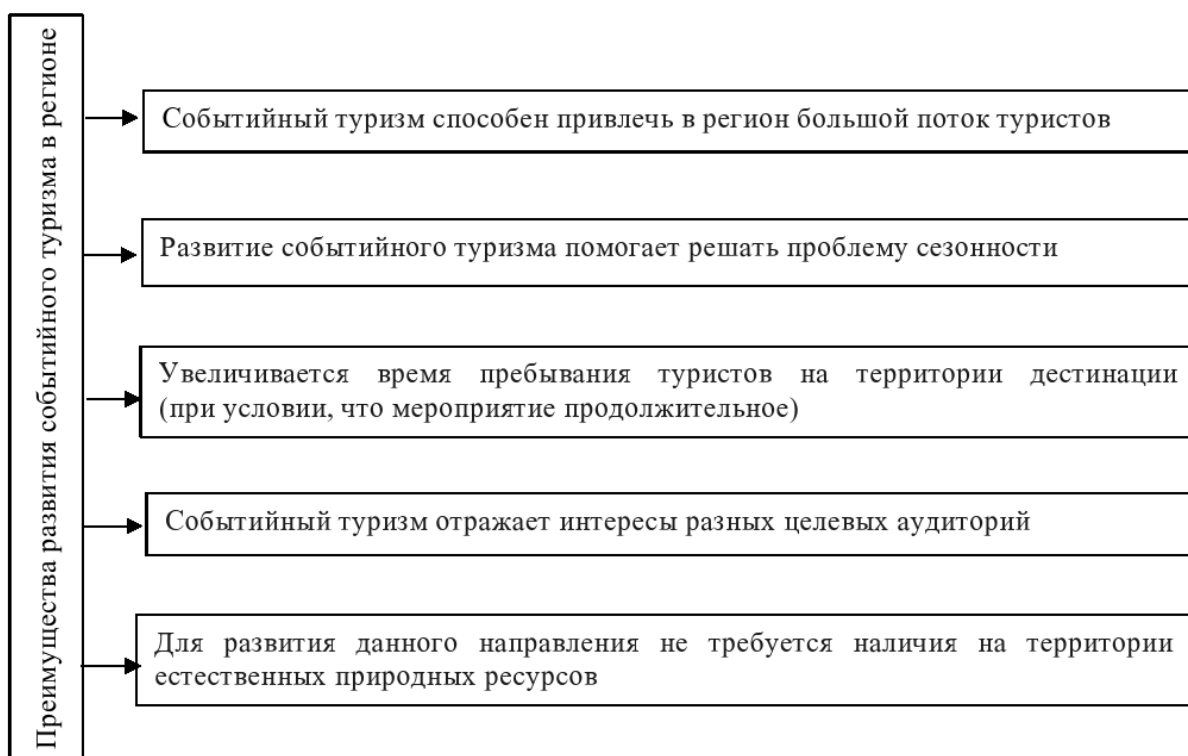 Преимущества развития событийного туризма в регионе
Событийный туризм способен привлечь в регион большой поток туристов
Развитие событийного туризма помогает решать проблему сезонности
Увеличивается время пребывания туристов на территории дестинации
(при условии, что мероприятие продолжительное)
Событийный туризм отражает интересы разных целевых аудиторий
Для развития данного направления не требуется наличия на территории
естественных природных ресурсов